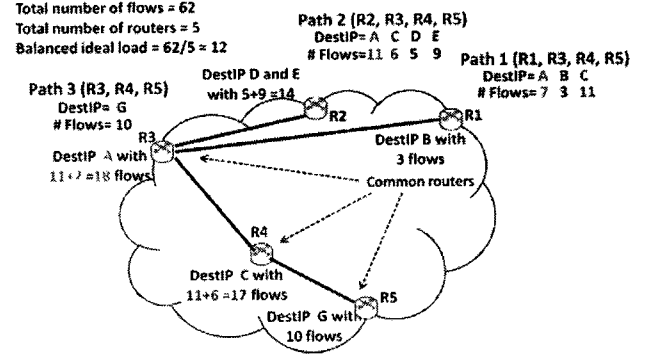 Total number of flows = 62
Total number of routers = 5
Balanced ideal load = 62/5 ≈ 12
Path 2 (R2, R3, R4, R5)
DestIP= A C D E
# Flows=11 6 5 9
Path 1 (R1, R3, R4, R5)
DestIP= A B C
# Flows= 7 3 11
Path 3 (R3, R4, R5)
DestIP= G
# Flows= 10
DestIP D and E
with 5+9 =14
R2
R1
R3
DestIP B with
3 flows
DestIP A with
11+7 =18 flows
Common routers
R4
DestIP C with
11+6 =17 flows
R5
DestIP G with
10 flows